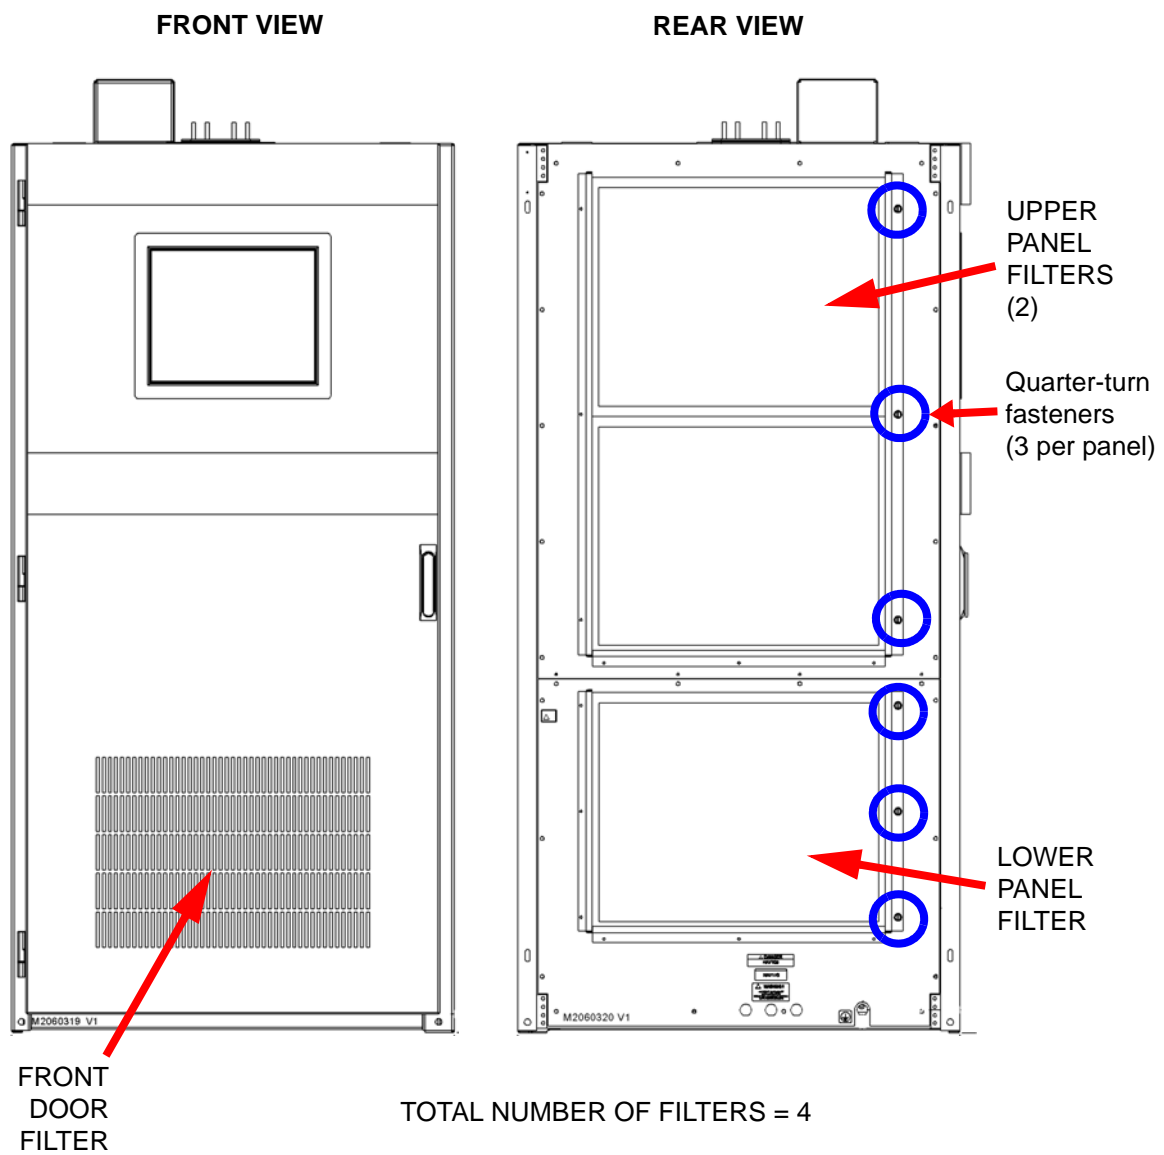 FRONT VIEW
REAR VIEW
UPPER
PANEL
FILTERS
(2)
Quarter-turn
fasteners
(3 per panel)
LOWER
PANEL
FILTER
M2060319 V1
M2060320 V1
FRONT
DOOR
FILTER
TOTAL NUMBER OF FILTERS = 4